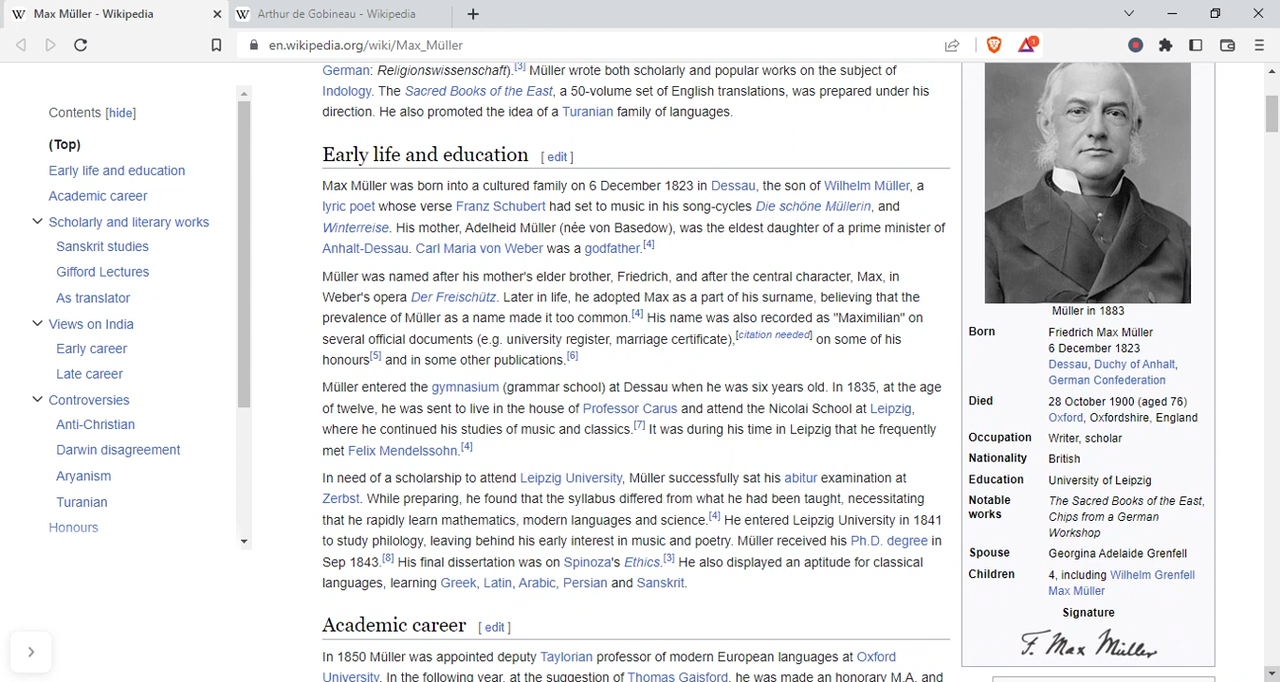 Max Müller - Wikipedia
Arthur de Gobineau - Wikipedia
en.wikipedia.org/wiki/Max_Müller
1
Contents [hide]
(Top)
Early life and education
Academic career
Scholarly and literary works
Sanskrit studies
Gifford Lectures
As translator
Views on India
Early career
Late career
Controversies
Anti-Christian
Darwin disagreement
Aryanism
Turanian
Honours
German: Religionswissenschaft).[3] Müller wrote both scholarly and popular works on the subject of
Indology. The Sacred Books of the East, a 50-volume set of English translations, was prepared under his
direction. He also promoted the idea of a Turanian family of languages.
Early life and education [ edit ]
Max Müller was born into a cultured family on 6 December 1823 in Dessau, the son of Wilhelm Müller, a
lyric poet whose verse Franz Schubert had set to music in his song-cycles Die schöne Müllerin, and
Winterreise. His mother, Adelheid Müller (née von Basedow), was the eldest daughter of a prime minister of
Anhalt-Dessau. Carl Maria von Weber was a godfather.[4]
Müller was named after his mother's elder brother, Friedrich, and after the central character, Max, in
Weber's opera Der Freischütz. Later in life, he adopted Max as a part of his surname, believing that the
prevalence of Müller as a name made it too common.[4] His name was also recorded as "Maximilian" on
several official documents (e.g. university register, marriage certificate),[citation needed] on some of his
honours[5] and in some other publications.[6]
Müller entered the gymnasium (grammar school) at Dessau when he was six years old. In 1835, at the age
of twelve, he was sent to live in the house of Professor Carus and attend the Nicolai School at Leipzig,
where he continued his studies of music and classics.[7] It was during his time in Leipzig that he frequently
met Felix Mendelssohn.[4]
In need of a scholarship to attend Leipzig University, Müller successfully sat his abitur examination at
Zerbst. While preparing, he found that the syllabus differed from what he had been taught, necessitating
that he rapidly learn mathematics, modern languages and science.[4] He entered Leipzig University in 1841
to study philology, leaving behind his early interest in music and poetry. Müller received his Ph.D. degree in
Sep 1843.[8] His final dissertation was on Spinoza's Ethics.[3] He also displayed an aptitude for classical
languages, learning Greek, Latin, Arabic, Persian and Sanskrit.
Academic career [ edit ]
In 1850 Müller was appointed deputy Taylorian professor of modern European languages at Oxford
University. In the following year, at the suggestion of Thomas Gaisford, he was made an honorary M.A. and
Müller in 1883
Born Friedrich Max Müller
6 December 1823
Dessau, Duchy of Anhalt,
German Confederation
Died 28 October 1900 (aged 76)
Oxford, Oxfordshire, England
Occupation Writer, scholar
Nationality British
Education University of Leipzig
Notable works The Sacred Books of the East,
Chips from a German
Workshop
Spouse Georgina Adelaide Grenfell
Children 4, including Wilhelm Grenfell
Max Müller
Signature
F. Max Müller